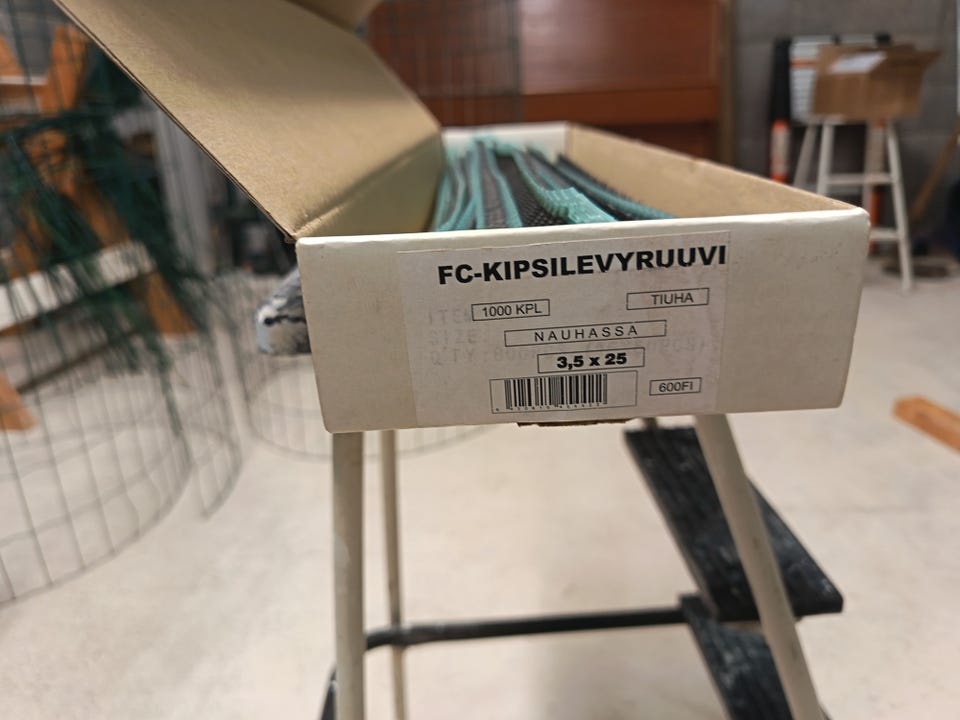 FC-KIPSILEVYRUUVI
1000 KPL TIUHA
NAUHASSA
3,5 x 25
600FI